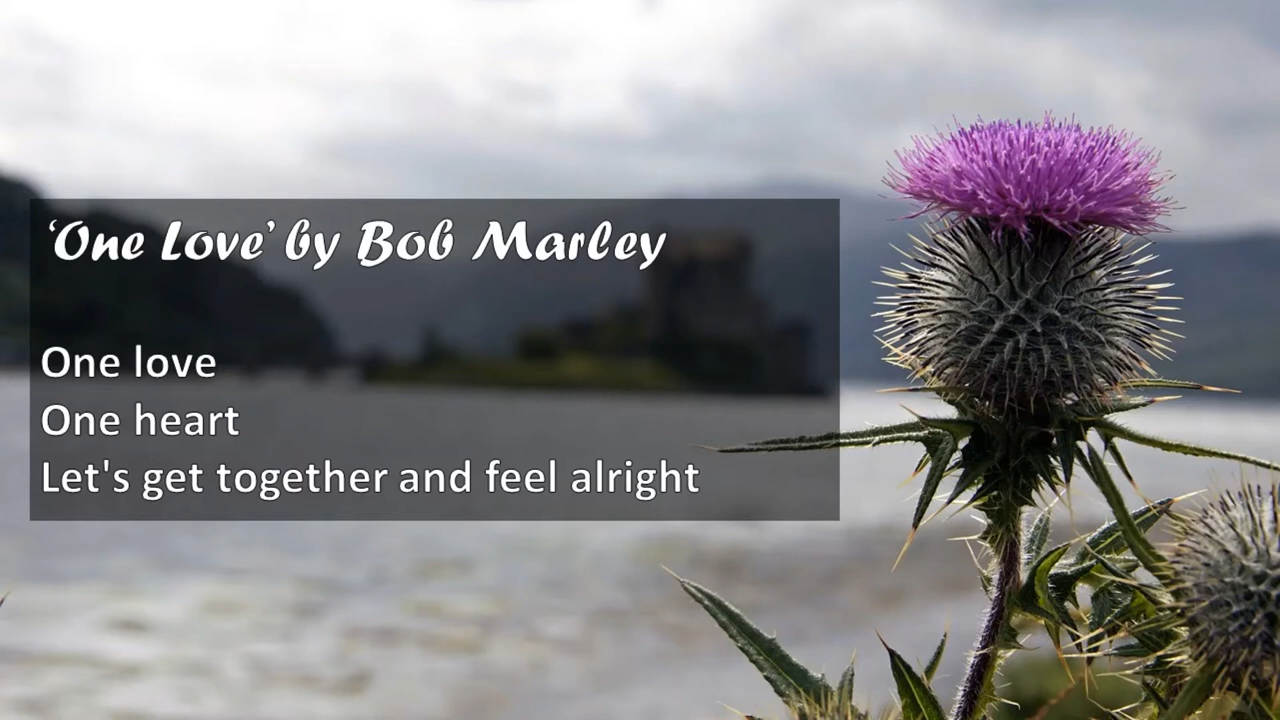 ‘One Love’ by Bob Marley
One love
One heart
Let's get together and feel alright